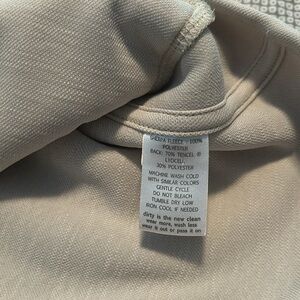 SHERPA FLEECE - 100%
POLYESTER
BACK: 70% TENCEL ®
LYOCELL
30% POLYESTER
MACHINE WASH COLD
WITH SIMILAR COLORS
GENTLE CYCLE
DO NOT BLEACH
TUMBLE DRY LOW
IRON COOL IF NEEDED
dirty is the new clean
wear more, wash less
wear it out or pass it on